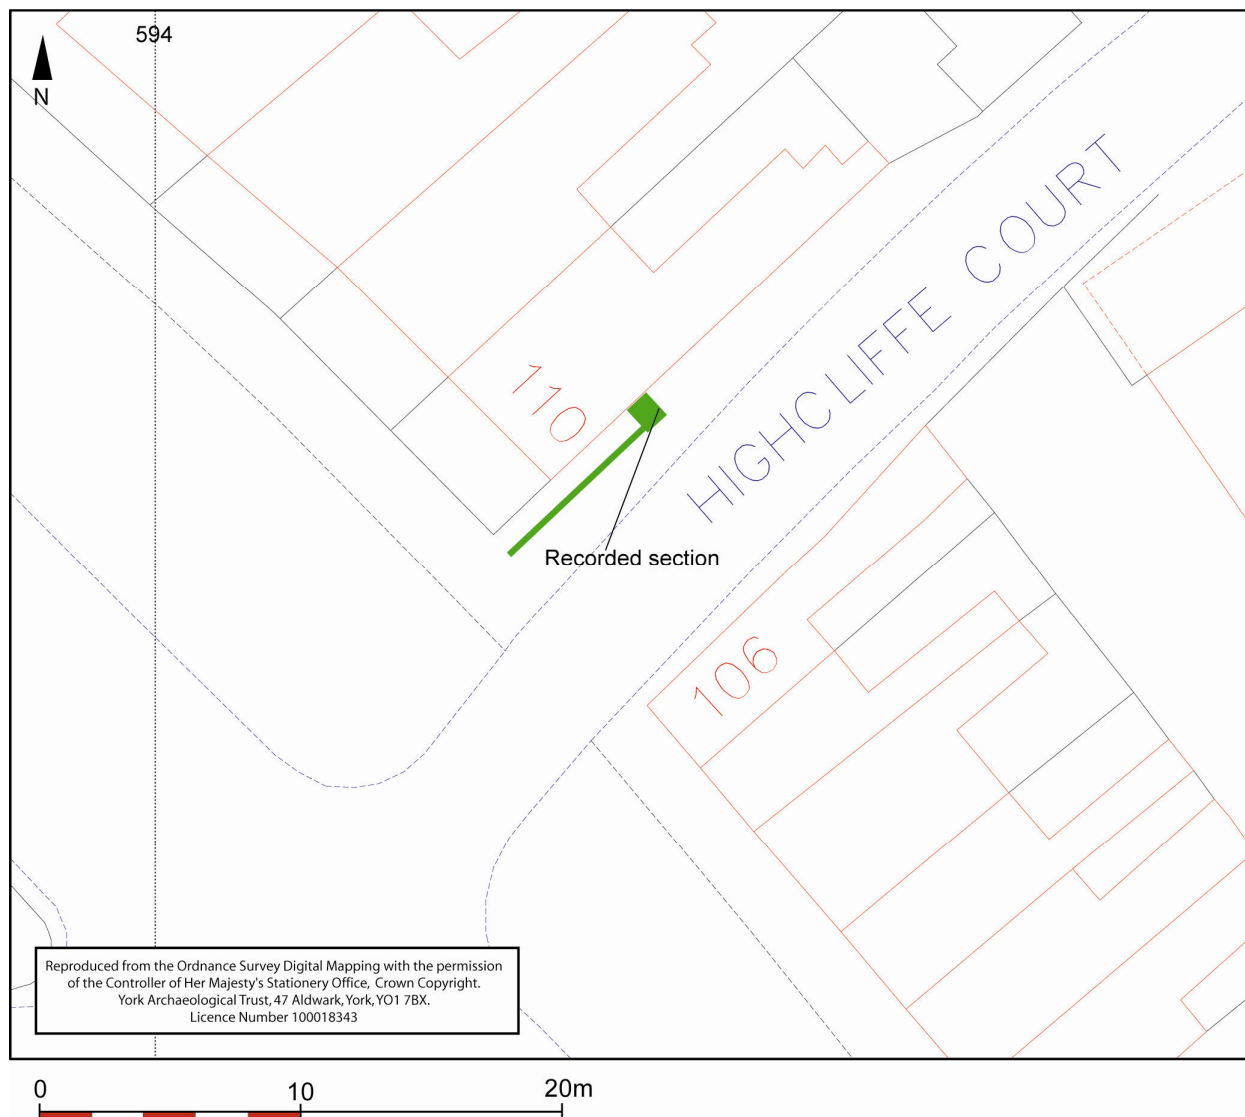 594
N
HIGHCLIFFE COURT
110
Recorded section
106
Reproduced from the Ordnance Survey Digital Mapping with the permission
of the Controller of Her Majesty's Stationery Office, Crown Copyright.
York Archaeological Trust, 47 Aldwark, York, YO1 7BX.
Licence Number 100018343
0 10 20m